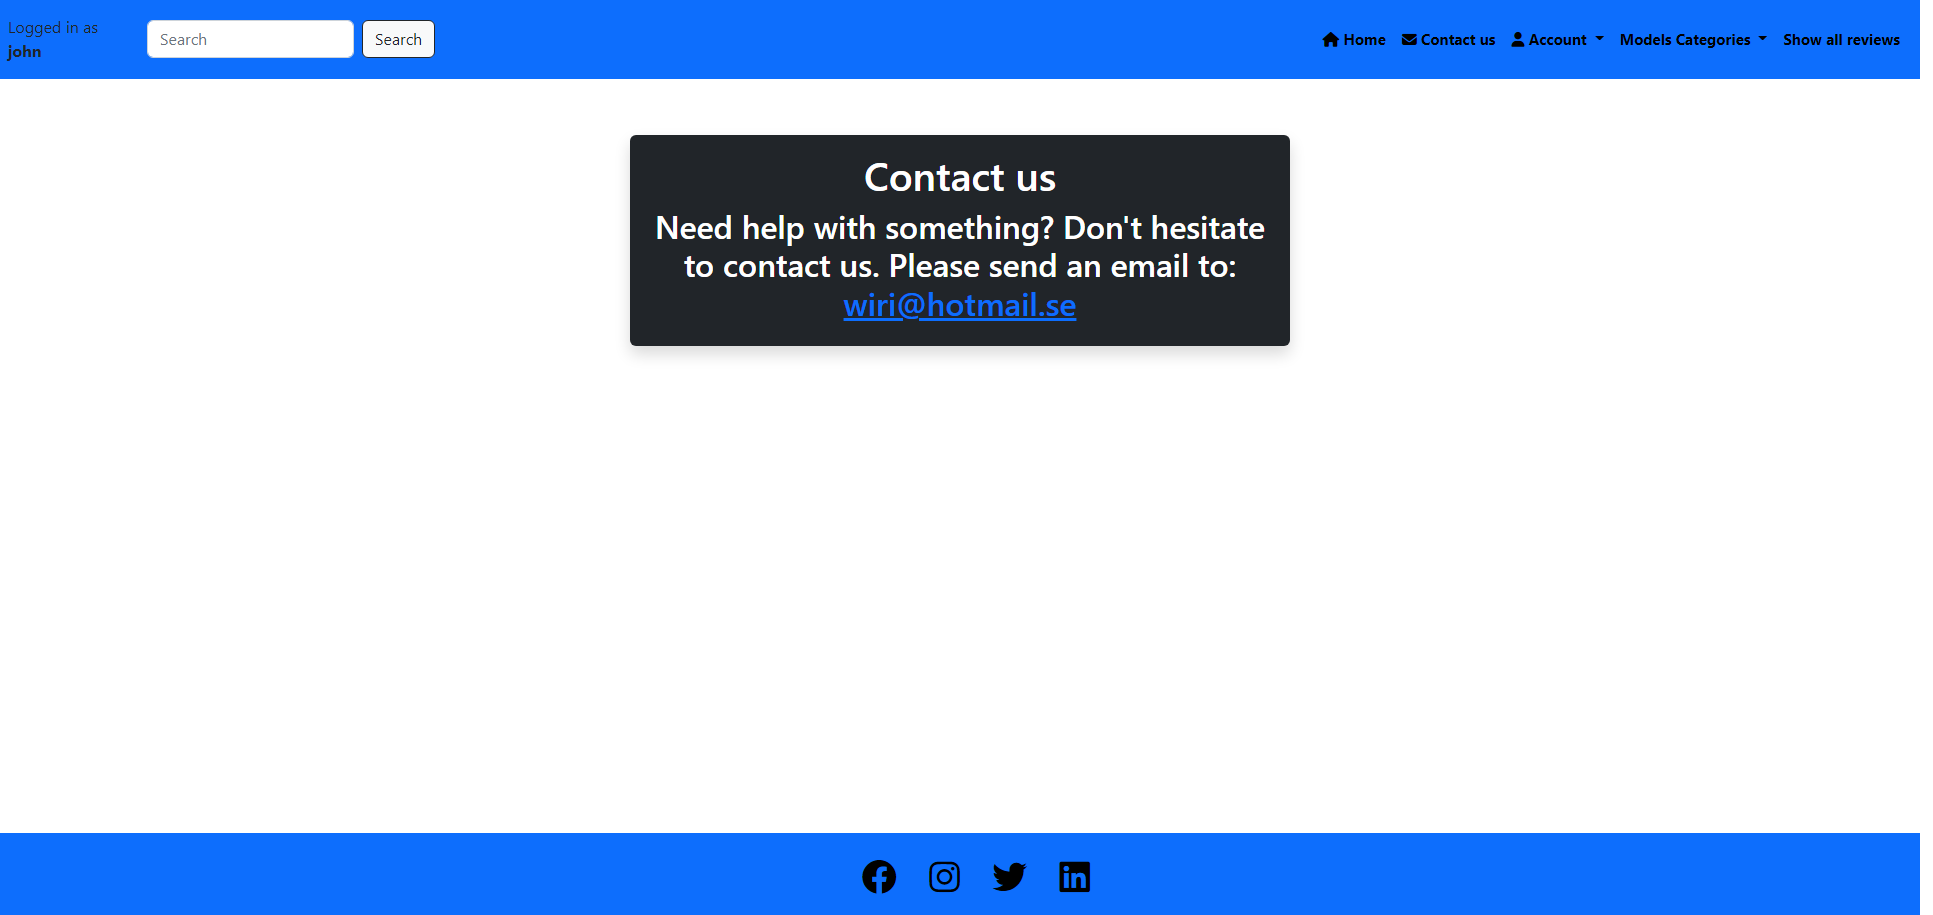 Logged in as
john
Search
Search
Home
Contact us
Account
Models Categories
Show all reviews
Contact us
Need help with something? Don't hesitate
to contact us. Please send an email to:
wiri@hotmail.se